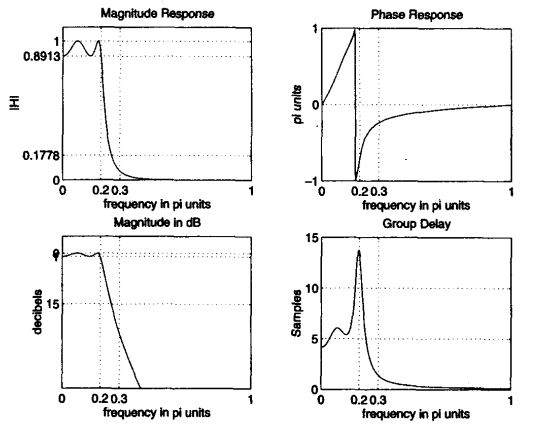 Magnitude Response
1
0.8913
|H|
0.1778
0
0 0.2 0.3 1
frequency in pi units
Phase Response
1
pi units
0
-1
0 0.2 0.3 1
frequency in pi units
Magnitude in dB
decibels
15
0 0.2 0.3 1
frequency in pi units
Group Delay
15
10
Samples
5
0
0 0.2 0.3 1
frequency in pi units